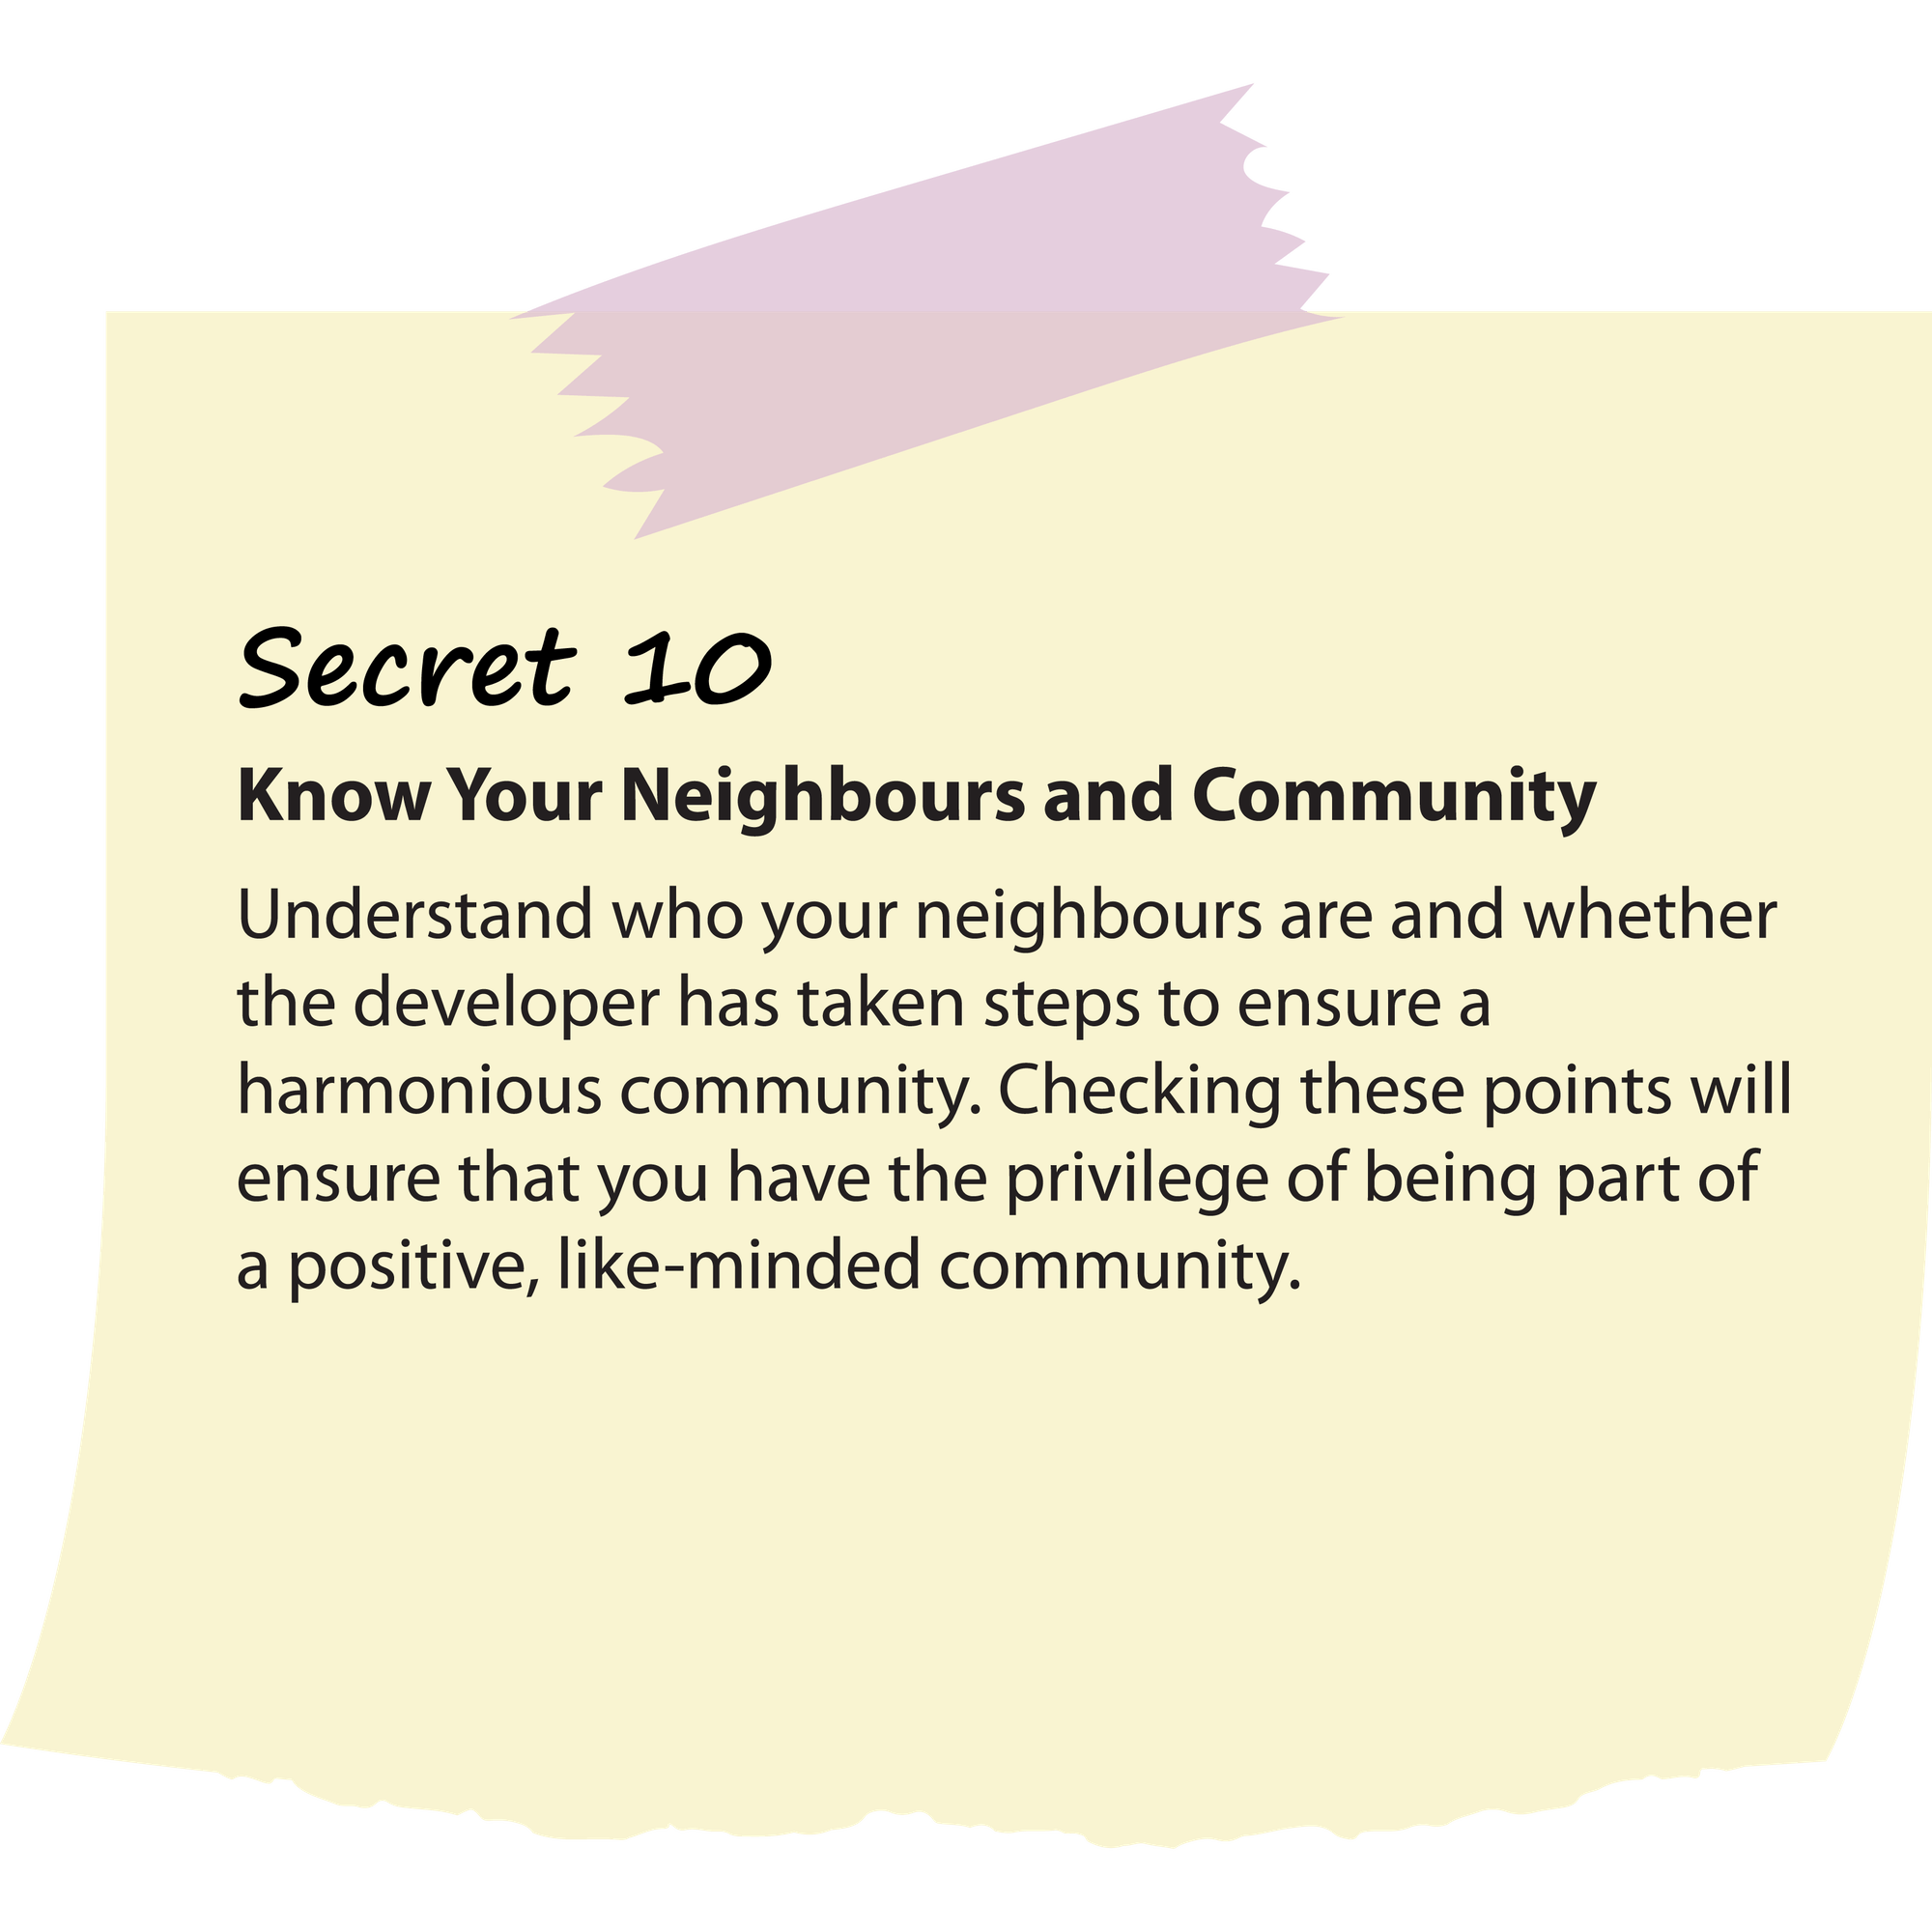 Secret 10
Know Your Neighbours and Community
Understand who your neighbours are and whether
the developer has taken steps to ensure a
harmonious community. Checking these points will
ensure that you have the privilege of being part of
a positive, like-minded community.